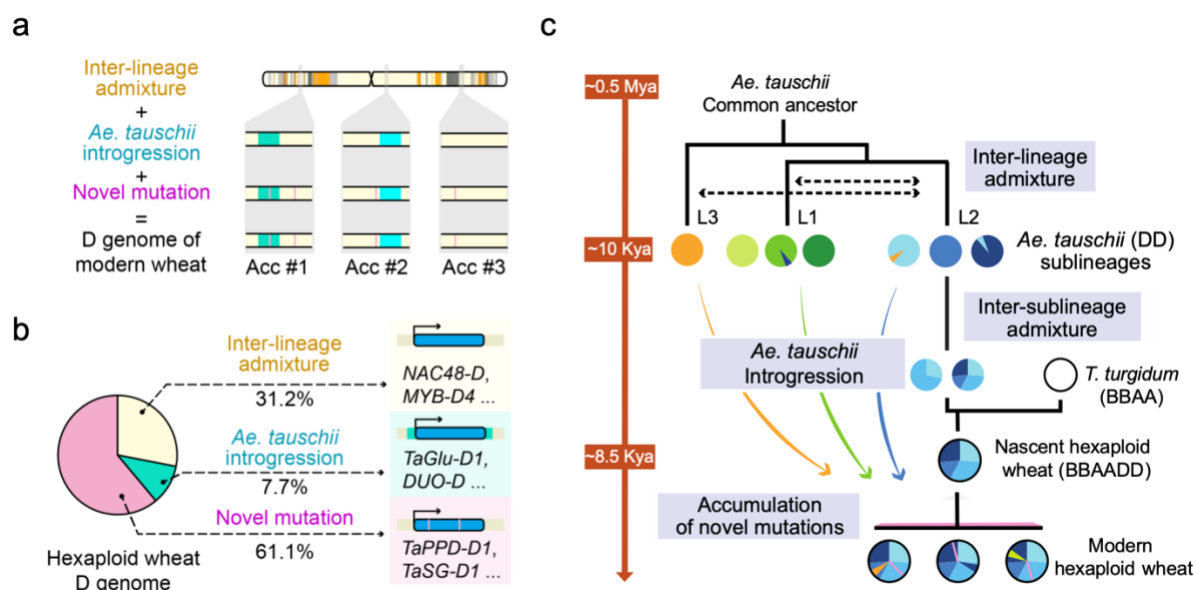 a
Inter-lineage
admixture
+
Ae. tauschii
introgression
+
Novel mutation
=
D genome of
modern wheat
Acc #1
Acc #2
Acc #3
b
Inter-lineage
admixture
31.2%
NAC48-D,
MYB-D4 ...
Ae. tauschii
introgression
7.7%
TaGlu-D1,
DUO-D ...
Novel mutation
61.1%
TaPPD-D1,
TaSG-D1 ...
Hexaploid wheat
D genome
c
~0.5 Mya
Ae. tauschii
Common ancestor
Inter-lineage
admixture
L3
L1
L2
~10 Kya
Ae. tauschii (DD)
sublineages
Inter-sublineage
admixture
Ae. tauschii
Introgression
T. turgidum
(BBAA)
~8.5 Kya
Nascent hexaploid
wheat (BBAADD)
Accumulation
of novel mutations
Modern
hexaploid wheat